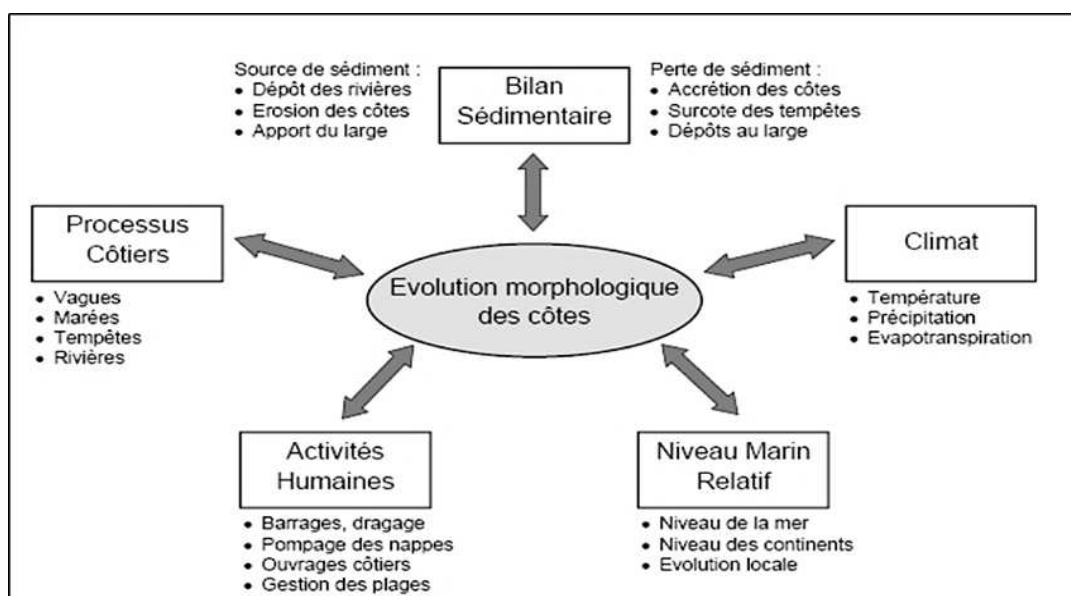 Source de sédiment :
• Dépôt des rivières
• Erosion des côtes
• Apport du large
Bilan
Sédimentaire
Perte de sédiment :
• Accrétion des côtes
• Surcote des tempêtes
• Dépôts au large
Processus
Côtiers
• Vagues
• Marées
• Tempêtes
• Rivières
Evolution morphologique
des côtes
Climat
• Température
• Précipitation
• Evapotranspiration
Activités
Humaines
• Barrages, dragage
• Pompage des nappes
• Ouvrages côtiers
• Gestion des plages
Niveau Marin
Relatif
• Niveau de la mer
• Niveau des continents
• Evolution locale